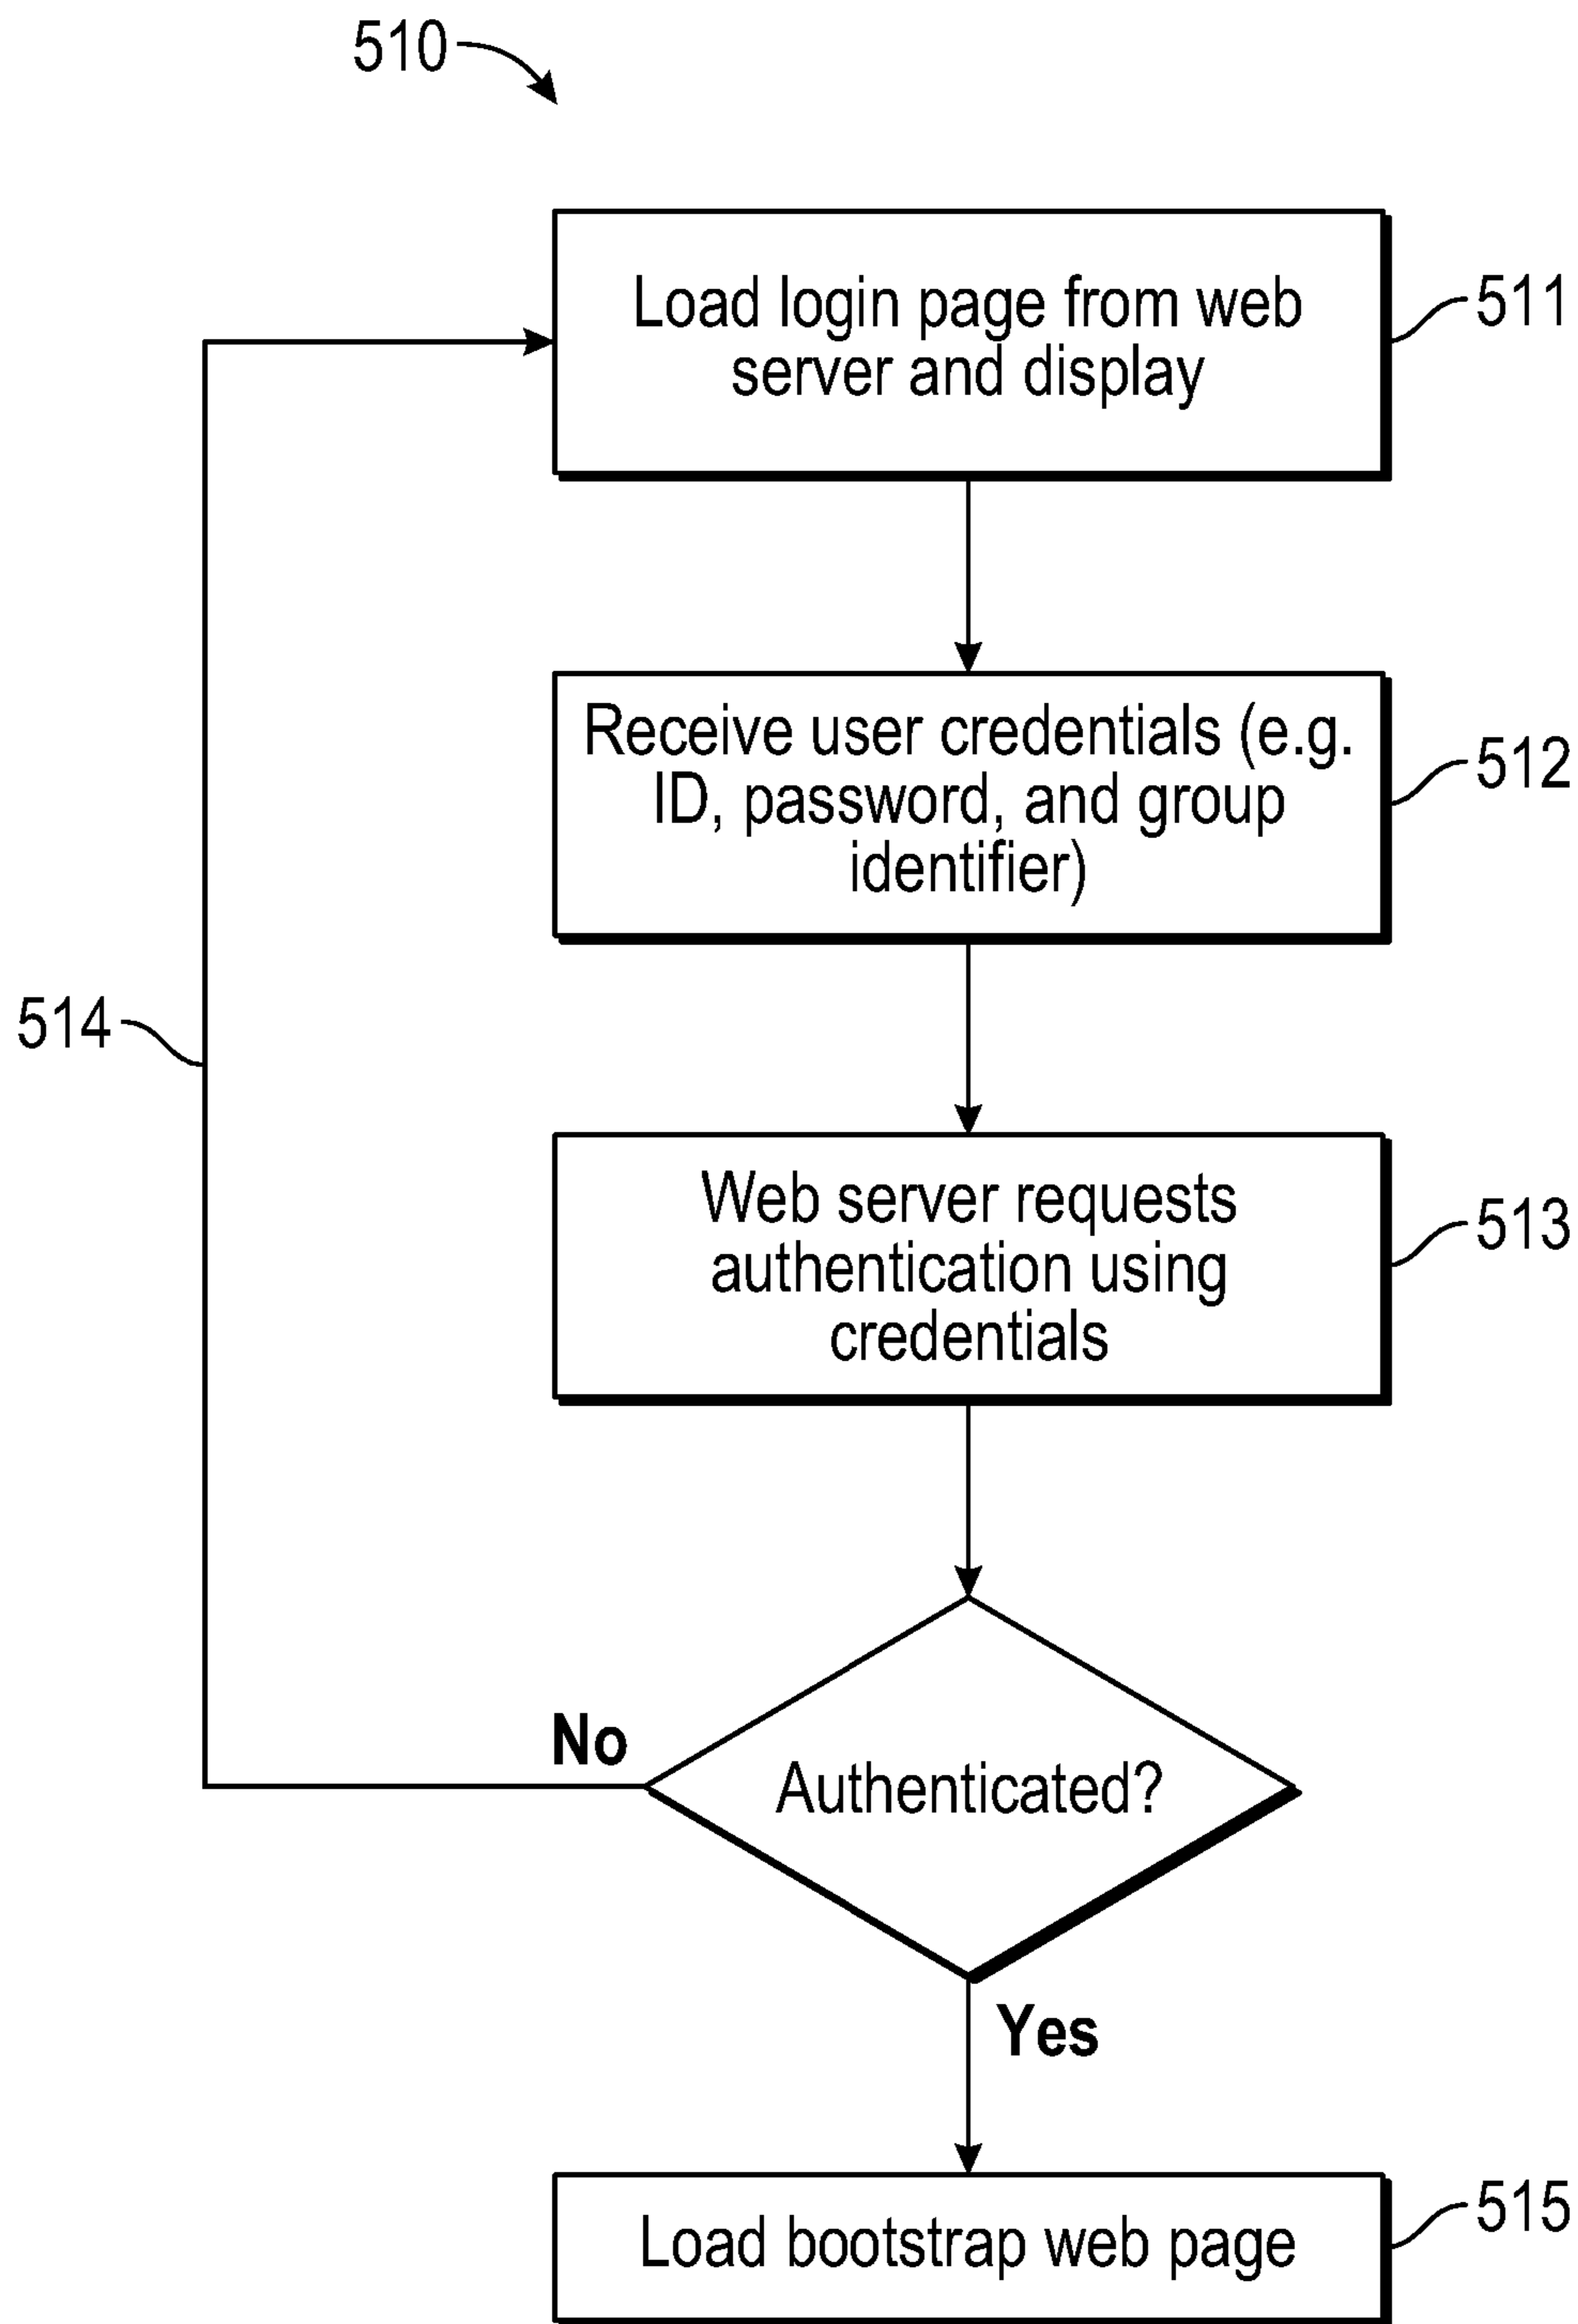 510
Load login page from web
server and display
511
Receive user credentials (e.g.
ID, password, and group
identifier)
512
514
Web server requests
authentication using
credentials
513
No
Authenticated?
Yes
Load bootstrap web page
515